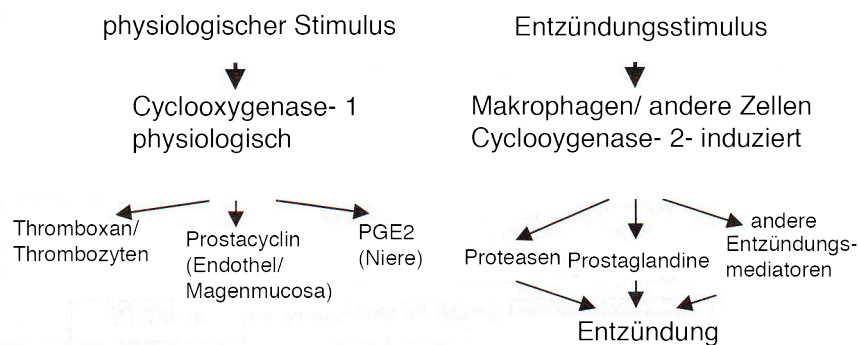 physiologischer Stimulus
Cyclooxygenase- 1
physiologisch
Thromboxan/
Thrombozyten
Prostacyclin
(Endothel/
Magenmucosa)
PGE2
(Niere)
Entzündungsstimulus
Makrophagen/ andere Zellen
Cyclooygenase- 2- induziert
Proteasen
Prostaglandine
andere
Entzündungs-
mediatoren
Entzündung